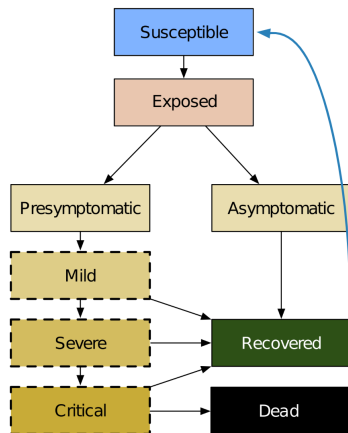 Susceptible
Exposed
Presymptomatic
Asymptomatic
Mild
Severe
Recovered
Critical
Dead